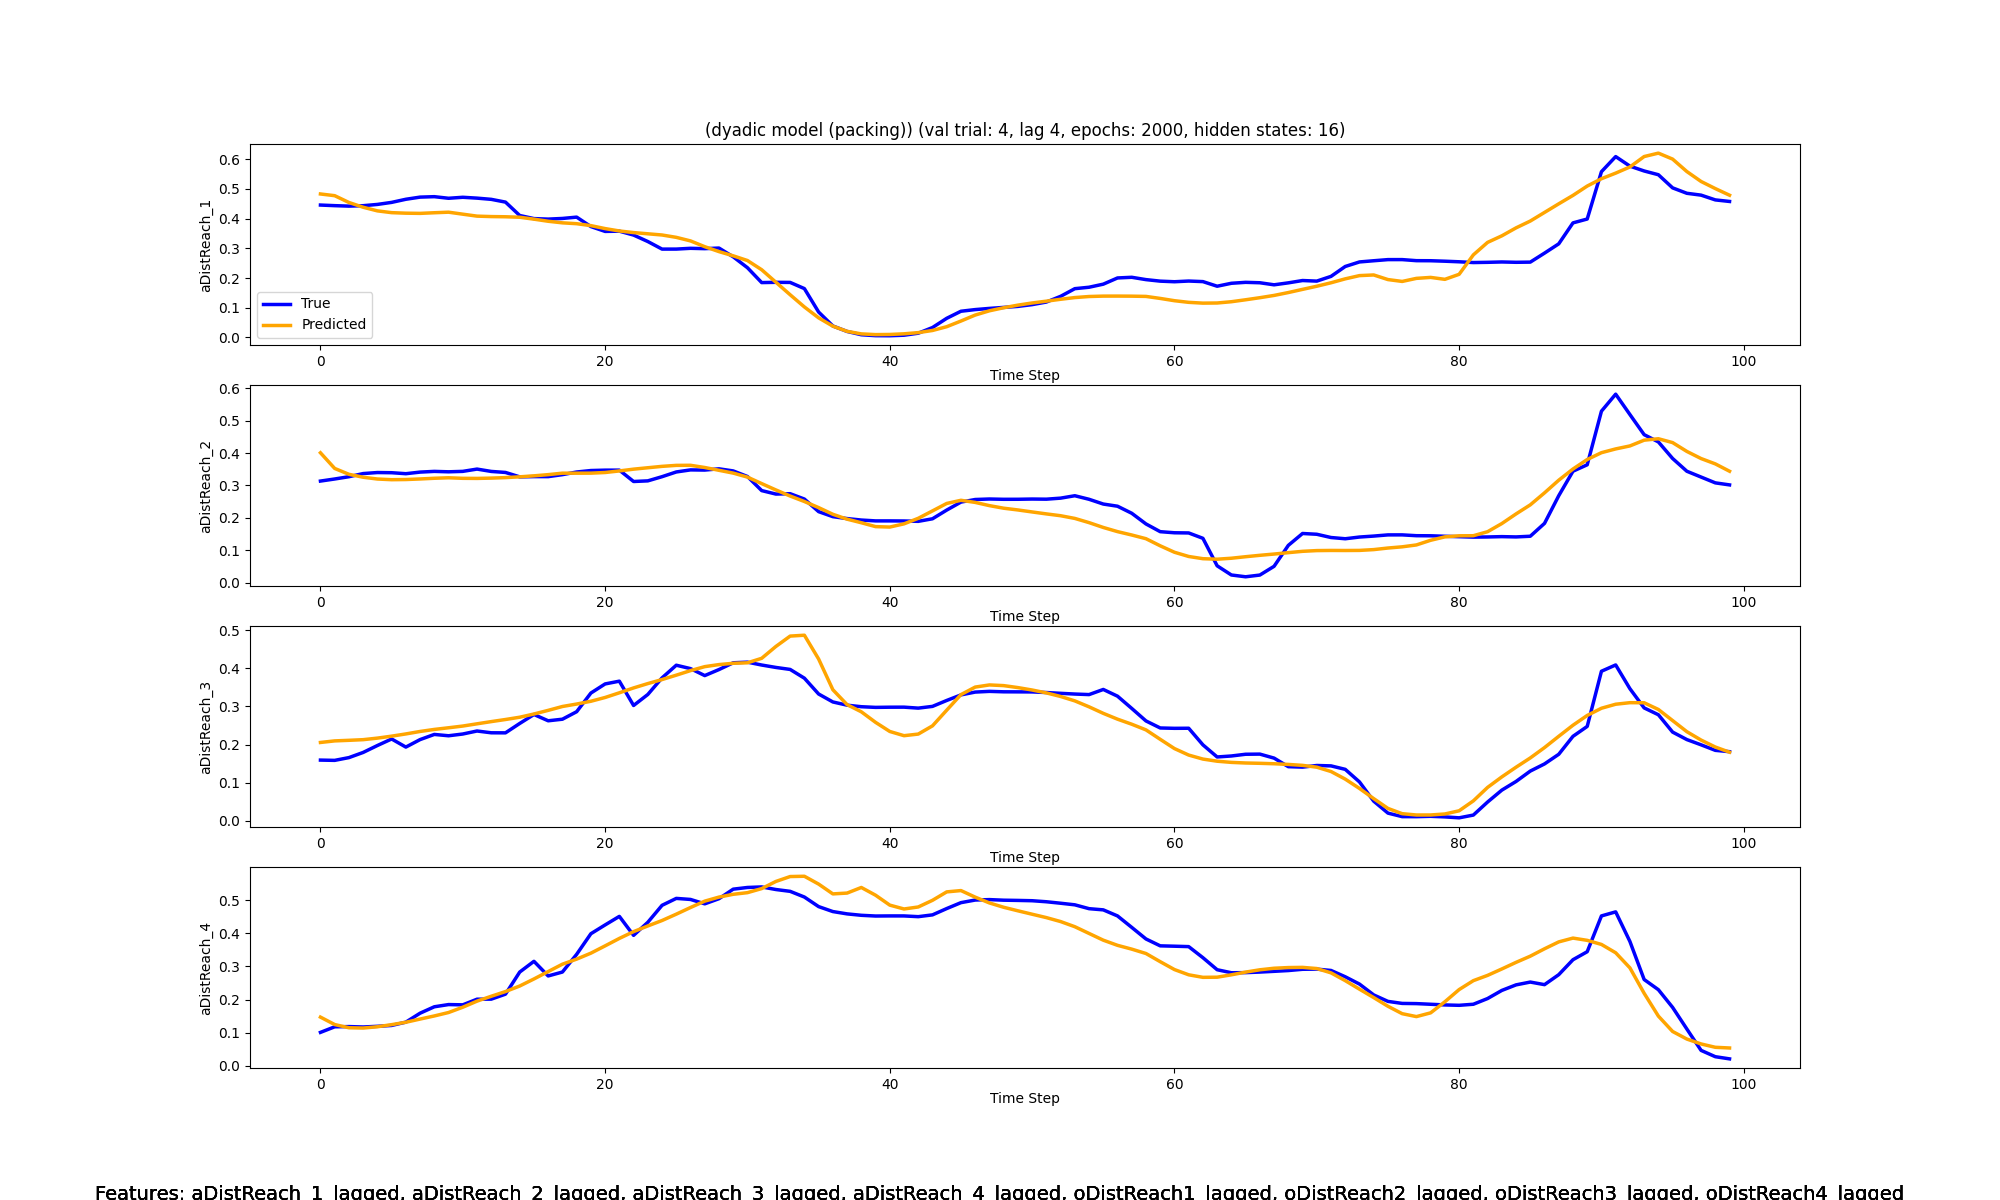 (dyadic model (packing)) (val trial: 4, lag 4, epochs: 2000, hidden states: 16)
aDistReach_1
0.6
0.5
0.4
0.3
0.2
0.1
0.0
True
Predicted
0 20 40 60 80 100
Time Step
aDistReach_2
0.6
0.5
0.4
0.3
0.2
0.1
0.0
0 20 40 60 80 100
Time Step
aDistReach_3
0.5
0.4
0.3
0.2
0.1
0.0
0 20 40 60 80 100
Time Step
aDistReach_4
0.5
0.4
0.3
0.2
0.1
0.0
0 20 40 60 80 100
Time Step
Features: aDistReach_1_lagged, aDistReach_2_lagged, aDistReach_3_lagged, aDistReach_4_lagged, oDistReach1_lagged, oDistReach2_lagged, oDistReach3_lagged, oDistReach4_lagged